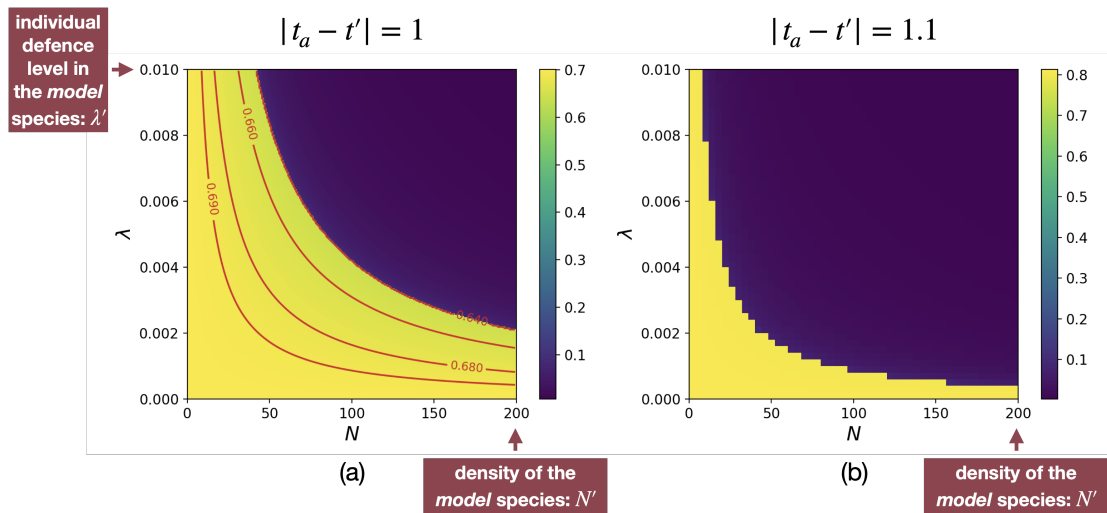 individual
defence
level in
the model
species: λ′
|t_a − t′| = 1
|t_a − t′| = 1.1
0.010
0.008
0.006
0.004
0.002
0.000
λ
0.690
0.660
0.640
0.680
0
50
100
150
200
N
0.7
0.6
0.5
0.4
0.3
0.2
0.1
0.010
0.008
0.006
0.004
0.002
0.000
λ
0
50
100
150
200
N
0.8
0.7
0.6
0.5
0.4
0.3
0.2
0.1
(a)
density of the
model species: N′
(b)
density of the
model species: N′